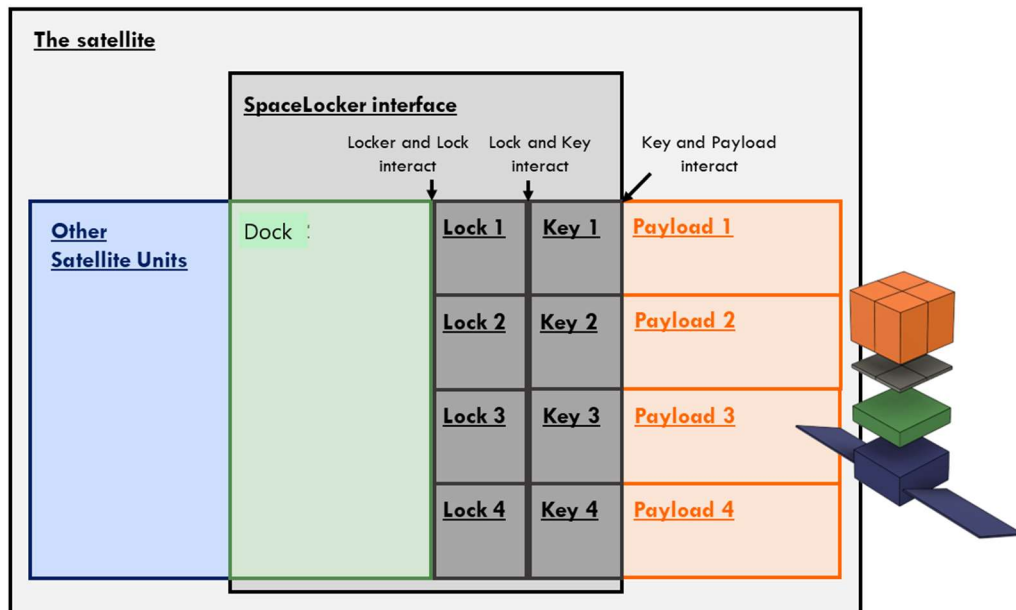 The satellite
SpaceLocker interface
Locker and Lock
interact
Lock and Key
interact
Key and Payload
interact
Other
Satellite Units
Dock
Lock 1
Key 1
Payload 1
Lock 2
Key 2
Payload 2
Lock 3
Key 3
Payload 3
Lock 4
Key 4
Payload 4